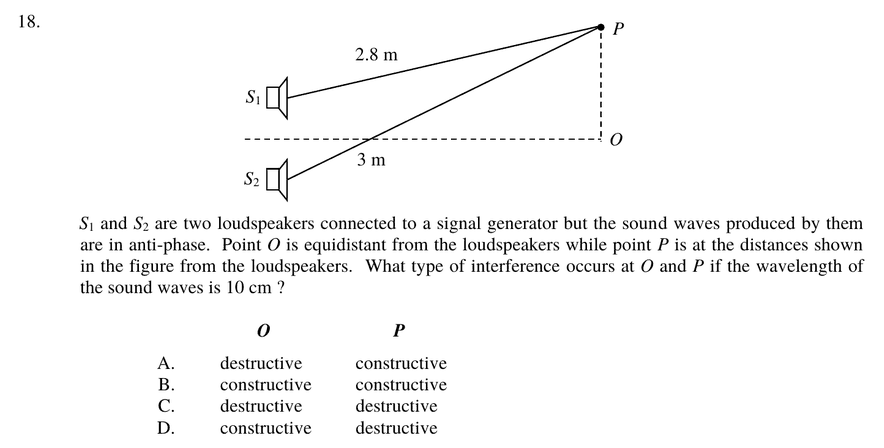 18.
P
2.8 m
S1
O
3 m
S2
S1 and S2 are two loudspeakers connected to a signal generator but the sound waves produced by them
are in anti-phase. Point O is equidistant from the loudspeakers while point P is at the distances shown
in the figure from the loudspeakers. What type of interference occurs at O and P if the wavelength of
the sound waves is 10 cm ?
O P
A. destructive constructive
B. constructive constructive
C. destructive destructive
D. constructive destructive